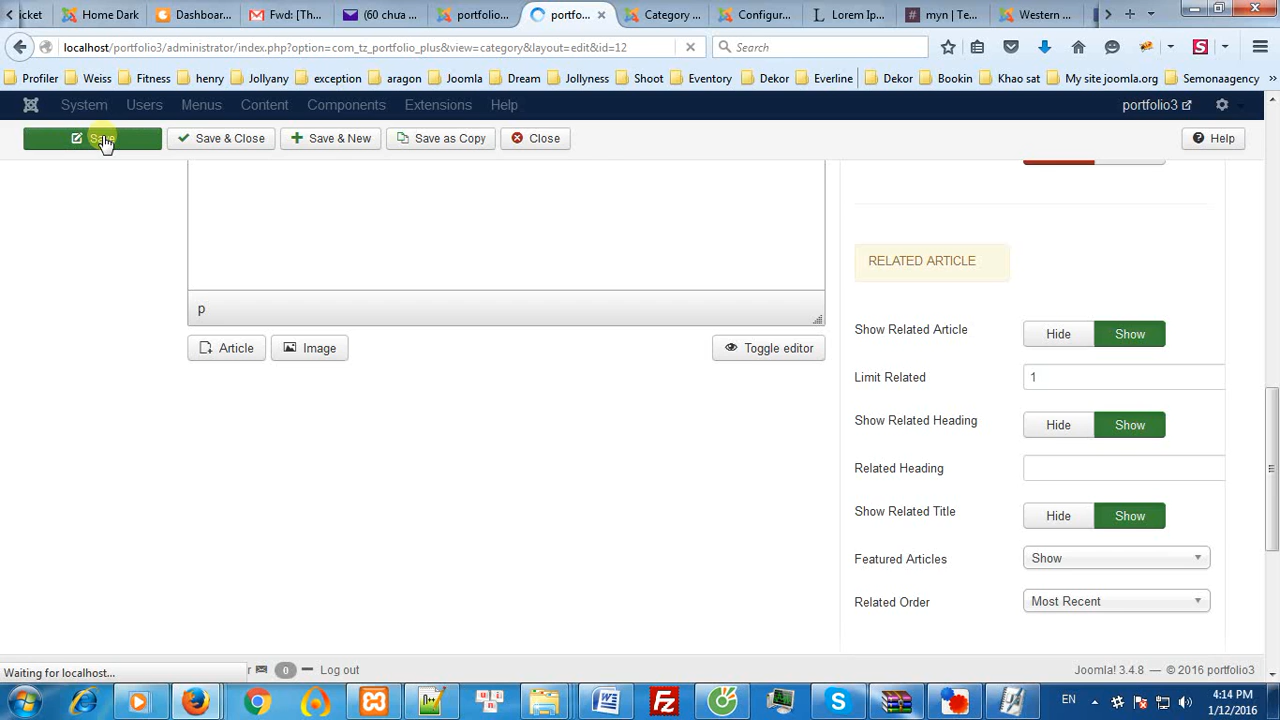 icket
Home Dark
Dashboar...
Fwd: [Th...
(60 chua ...
portfolio...
portfo...
Category ...
Configur...
Lorem Ip...
myn | Te...
Western ...
localhost/portfolio3/administrator/index.php?option=com_tz_portfolio_plus&view=category&layout=edit&id=12
Search
Profiler
Weiss
Fitness
henry
Jollyany
exception
aragon
Joomla
Dream
Jollyness
Shoot
Eventory
Dekor
Everline
Dekor
Bookin
Khao sat
My site joomla.org
Semonaagency
System
Users
Menus
Content
Components
Extensions
Help
portfolio3
Save
Save & Close
Save & New
Save as Copy
Close
Help
RELATED ARTICLE
p
Show Related Article
Hide
Show
Article
Image
Toggle editor
Limit Related
1
Show Related Heading
Hide
Show
Related Heading
Show Related Title
Hide
Show
Featured Articles
Show
Related Order
Most Recent
Waiting for localhost...
0
Log out
Joomla! 3.4.8 — © 2016 portfolio3
EN
4:14 PM
1/12/2016